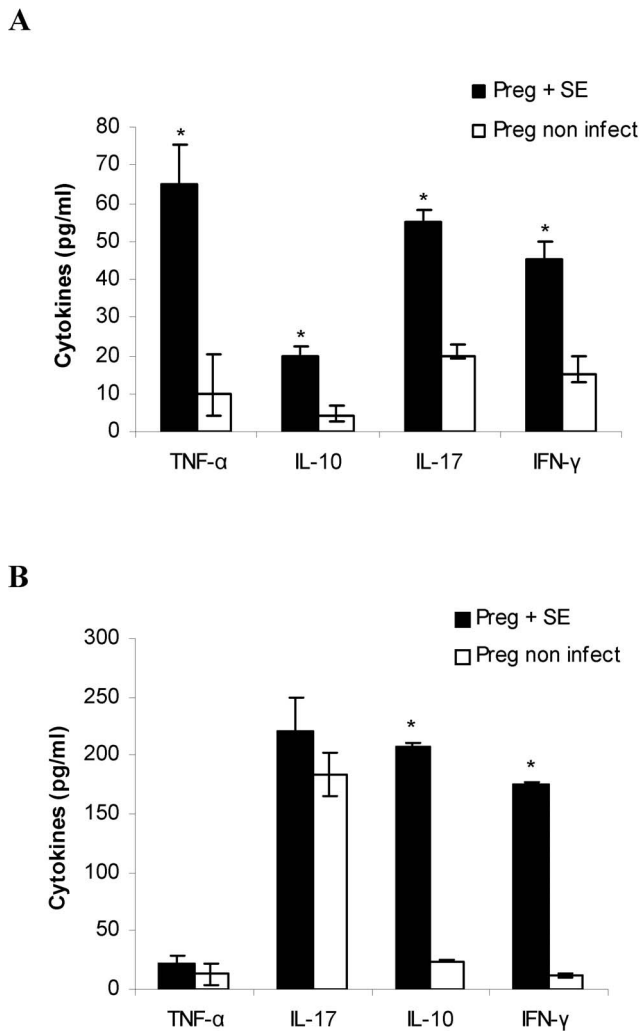 A
Preg + SE
Preg non infect
Cytokines (pg/ml)
80
70
60
50
40
30
20
10
0
* * * *
TNF-α IL-10 IL-17 IFN-γ
B
Preg + SE
Preg non infect
Cytokines (pg/ml)
300
250
200
150
100
50
0
* *
TNF-α IL-17 IL-10 IFN-γ